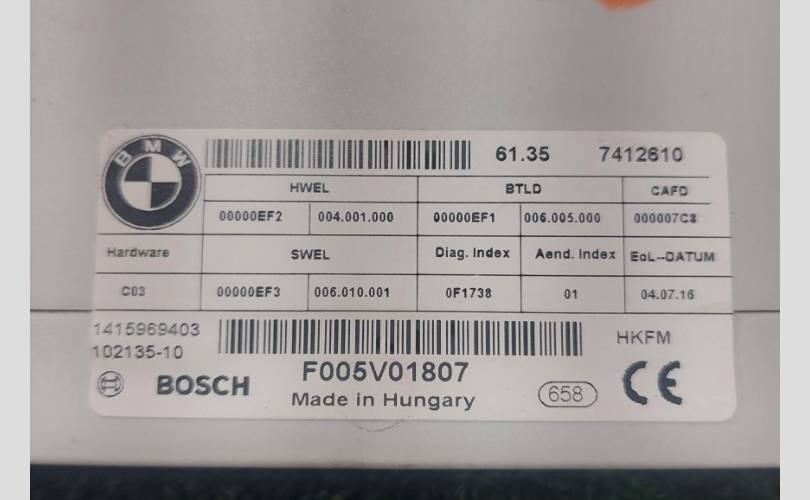 BMW
61.35 7412610
HWEL BTLD CAFD
00000EF2 004.001.000 00000EF1 006.005.000 000007C8
Hardware SWEL Diag. Index Aend. Index EoL--DATUM
C03 00000EF3 006.010.001 0F1738 01 04.07.16
1415969403
102135-10
HKFM
BOSCH F005V01807
Made in Hungary
658 CE